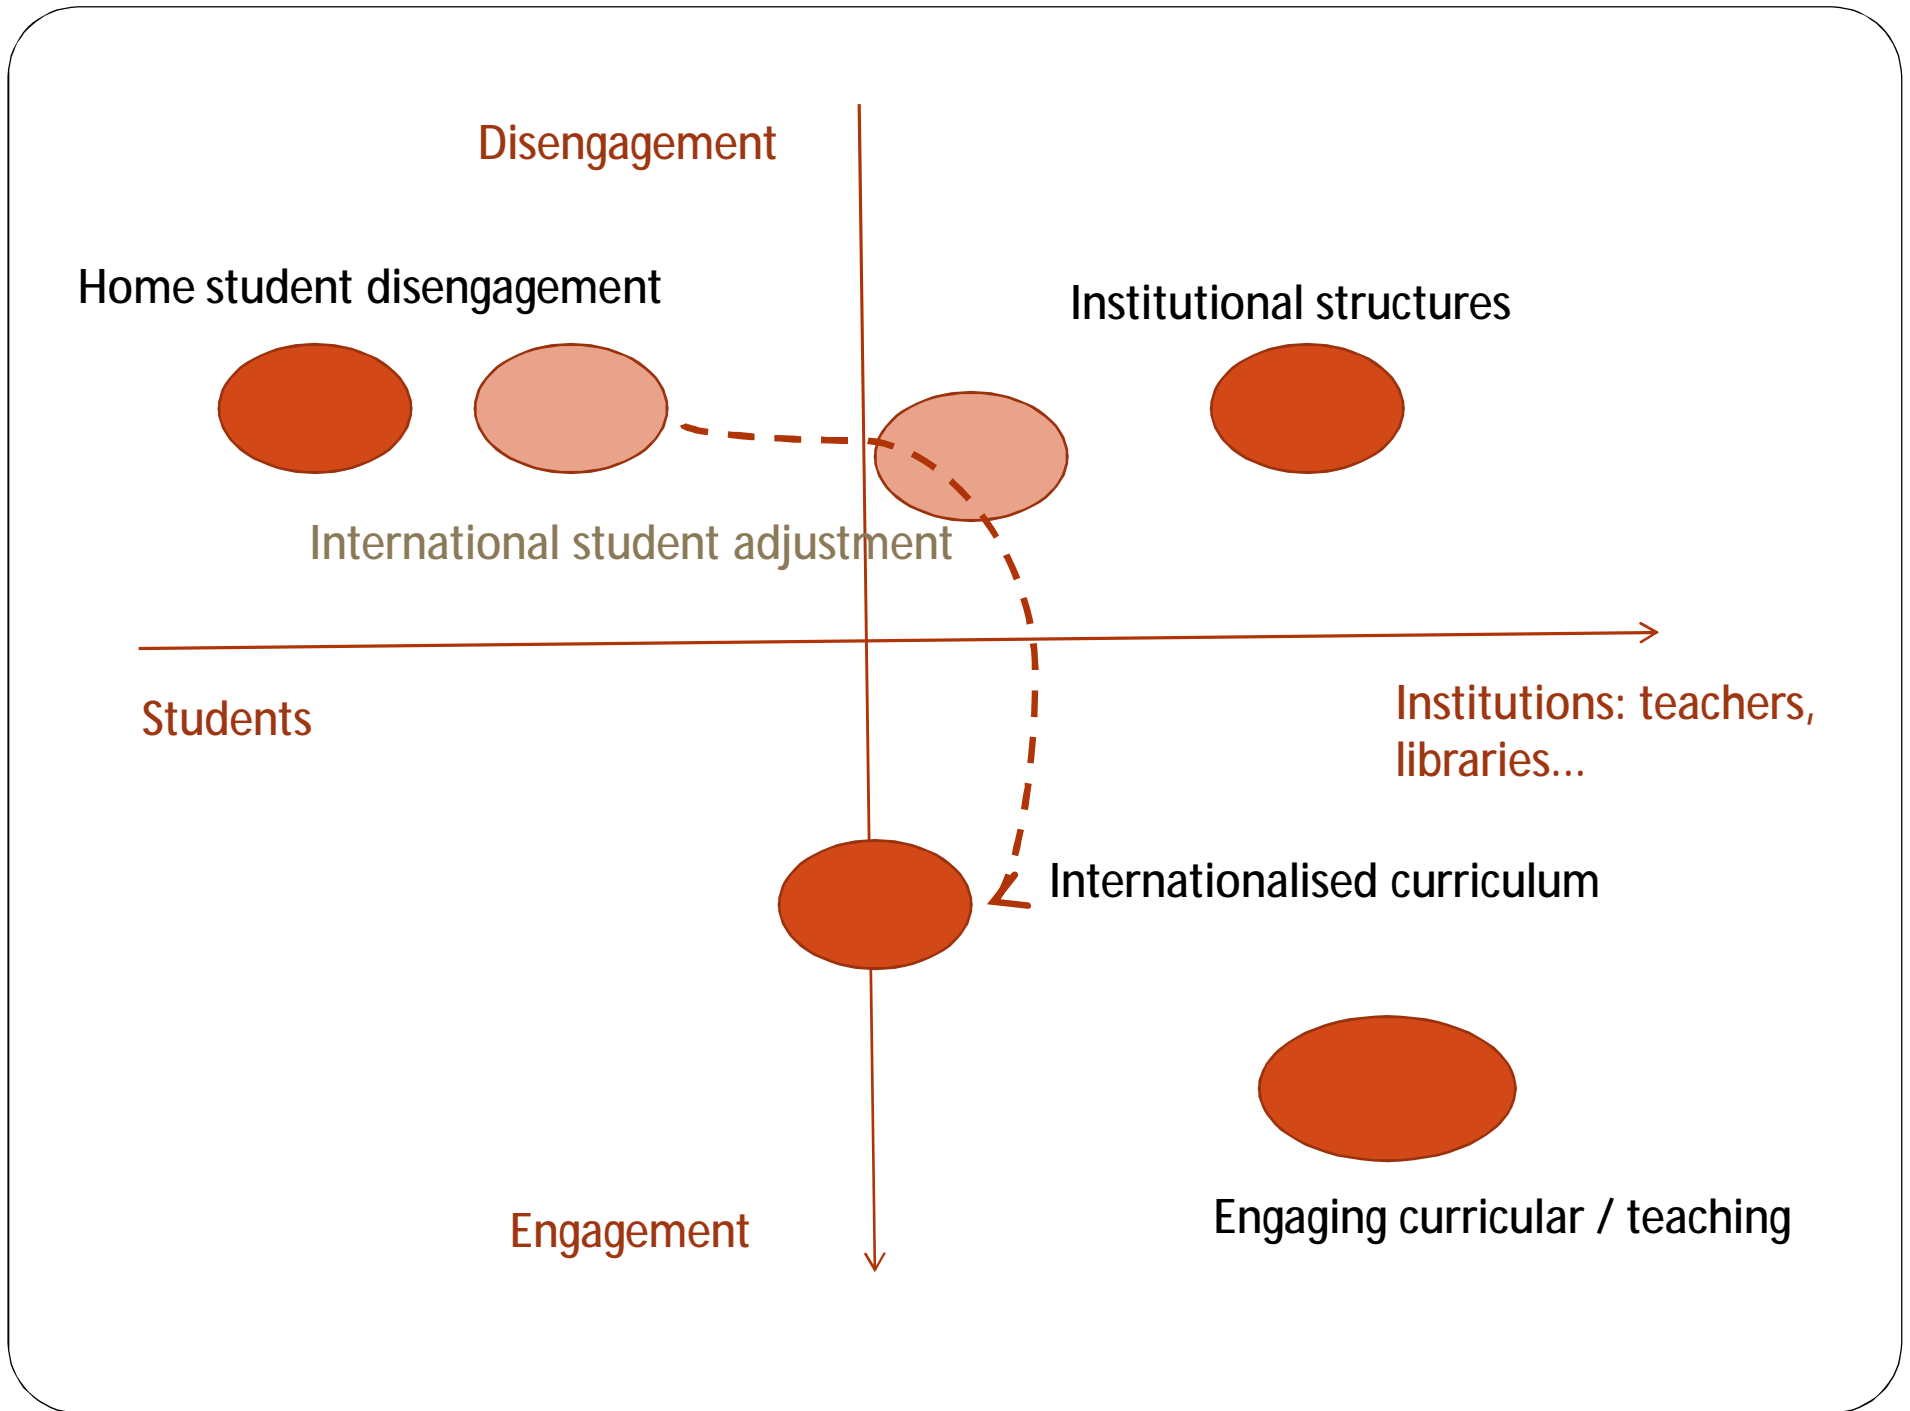 Disengagement
Home student disengagement
Institutional structures
International student adjustment
Students
Institutions: teachers,
libraries...
Internationalised curriculum
Engagement
Engaging curricular / teaching